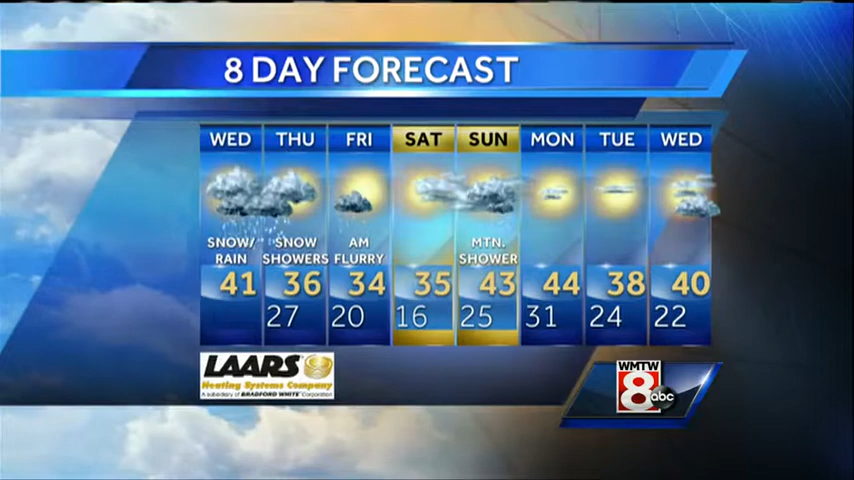 8 DAY FORECAST
WED THU FRI SAT SUN MON TUE WED
SNOW/ RAIN
SNOW SHOWERS
AM FLURRY
MTN. SHOWER
41 36 34 35 43 44 38 40
27 20 16 25 31 24 22
LAARS
Heating Systems Company
A subsidiary of BRADFORD WHITE Corporation
WMTW
8
abc